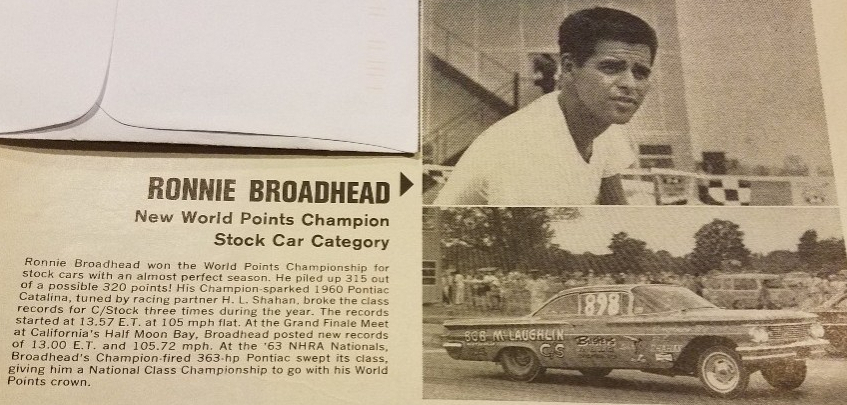 RONNIE BROADHEAD
New World Points Champion
Stock Car Category
Ronnie Broadhead won the World Points Championship for
stock cars with an almost perfect season. He piled up 315 out
of a possible 320 points! His Champion-sparked 1960 Pontiac
Catalina, tuned by racing partner H. L. Shahan, broke the class
records for C/Stock three times during the year. The records
started at 13.57 E.T. at 105 mph flat. At the Grand Finale Meet
at California's Half Moon Bay, Broadhead posted new records
of 13.00 E.T. and 105.72 mph. At the '63 NHRA Nationals,
Broadhead's Champion-fired 363-hp Pontiac swept its class,
giving him a National Class Championship to go with his World
Points crown.
898
BOB McLAUGHLIN